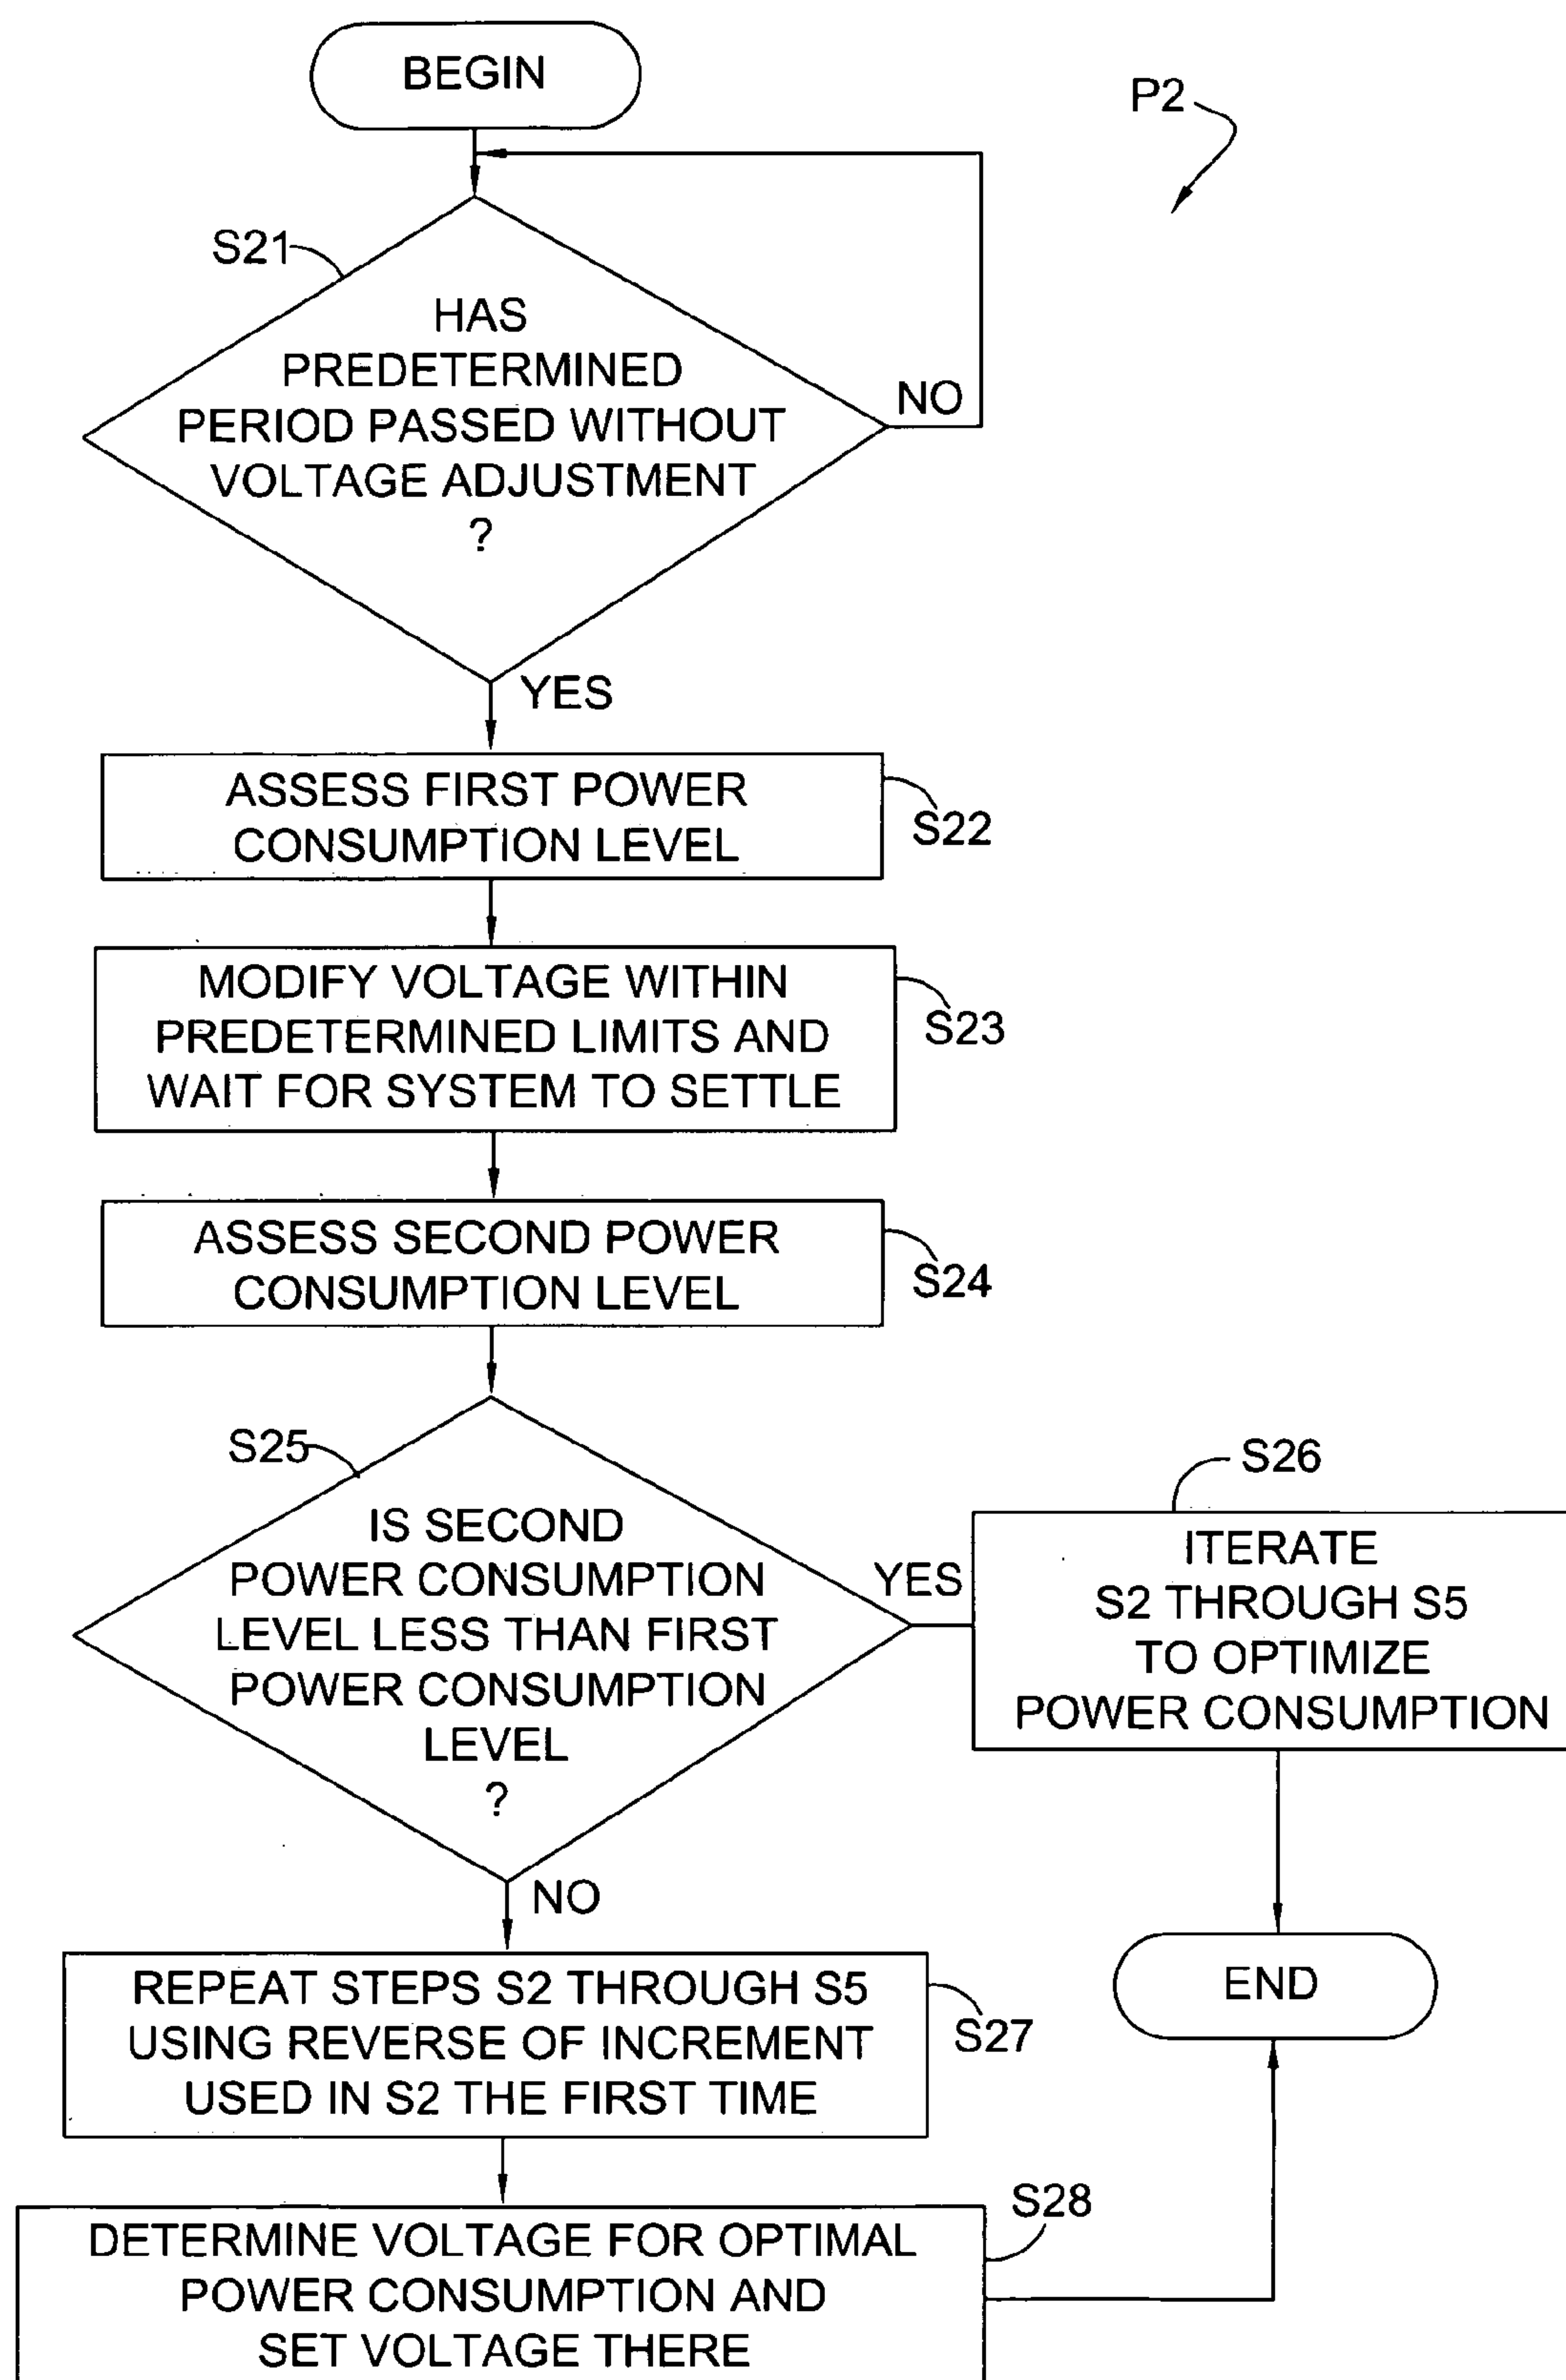 BEGIN
P2
S21
HAS
PREDETERMINED
PERIOD PASSED WITHOUT
VOLTAGE ADJUSTMENT
?
NO
YES
ASSESS FIRST POWER
CONSUMPTION LEVEL
S22
MODIFY VOLTAGE WITHIN
PREDETERMINED LIMITS AND
WAIT FOR SYSTEM TO SETTLE
S23
ASSESS SECOND POWER
CONSUMPTION LEVEL
S24
S25
IS SECOND
POWER CONSUMPTION
LEVEL LESS THAN FIRST
POWER CONSUMPTION
LEVEL
?
YES
S26
ITERATE
S2 THROUGH S5
TO OPTIMIZE
POWER CONSUMPTION
NO
REPEAT STEPS S2 THROUGH S5
USING REVERSE OF INCREMENT
USED IN S2 THE FIRST TIME
S27
END
S28
DETERMINE VOLTAGE FOR OPTIMAL
POWER CONSUMPTION AND
SET VOLTAGE THERE